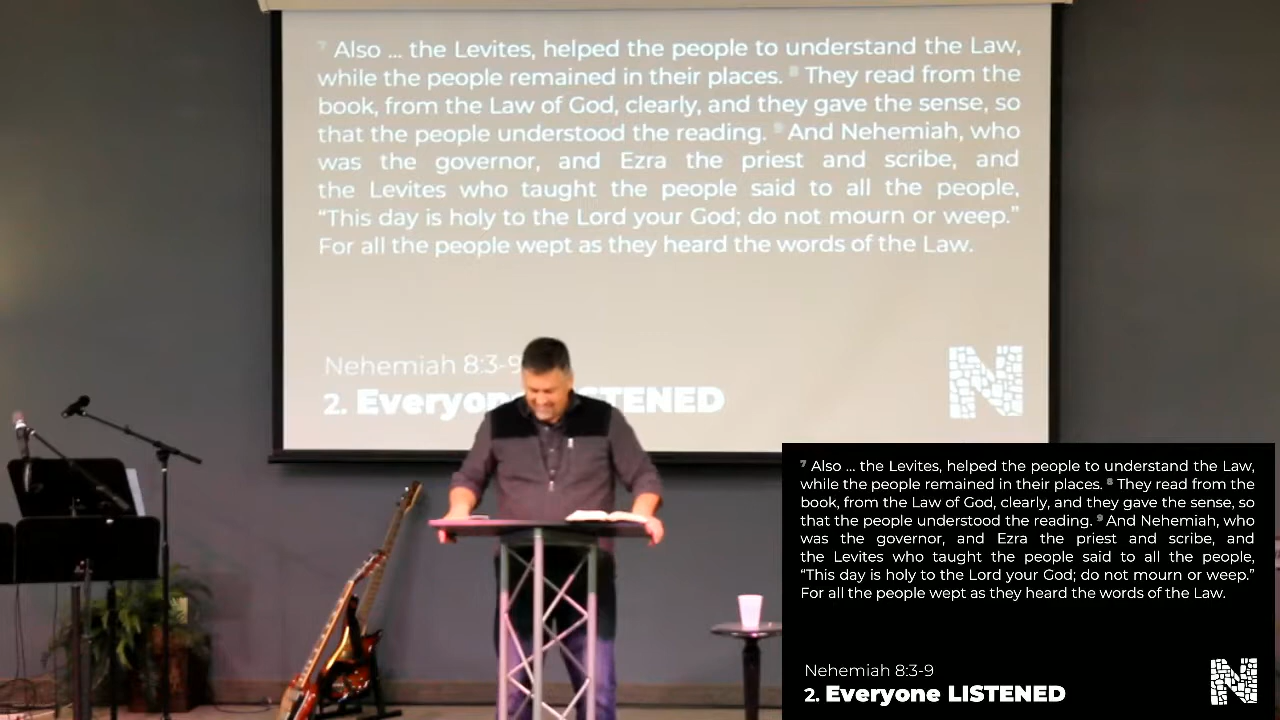 ⁷ Also ... the Levites, helped the people to understand the Law,
while the people remained in their places. ⁸ They read from the
book, from the Law of God, clearly, and they gave the sense, so
that the people understood the reading. ⁹ And Nehemiah, who
was the governor, and Ezra the priest and scribe, and
the Levites who taught the people said to all the people,
“This day is holy to the Lord your God; do not mourn or weep.”
For all the people wept as they heard the words of the Law.
Nehemiah 8:3-9
2. Everyone LISTENED
N
⁷ Also ... the Levites, helped the people to understand the Law,
while the people remained in their places. ⁸ They read from the
book, from the Law of God, clearly, and they gave the sense, so
that the people understood the reading. ⁹ And Nehemiah, who
was the governor, and Ezra the priest and scribe, and
the Levites who taught the people said to all the people,
“This day is holy to the Lord your God; do not mourn or weep.”
For all the people wept as they heard the words of the Law.
Nehemiah 8:3-9
2. Everyone LISTENED
N